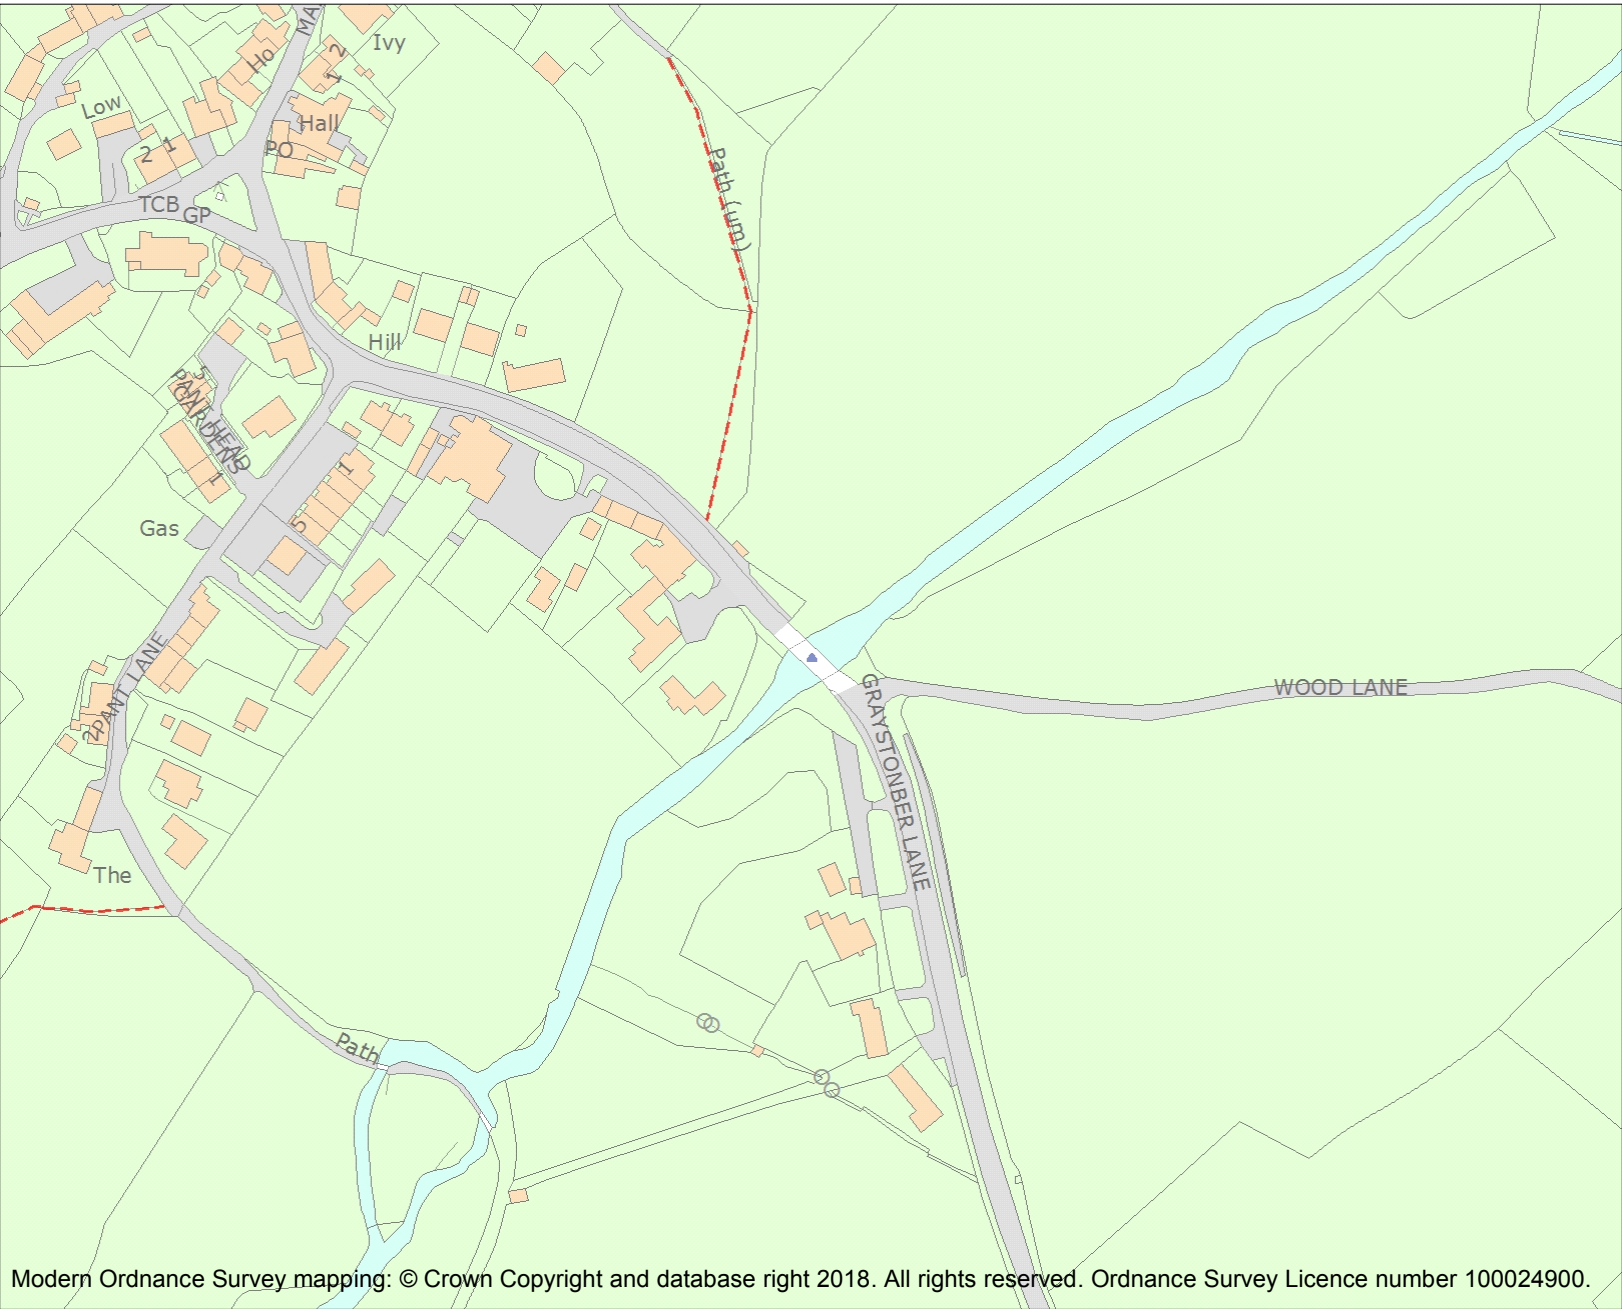 MA
Ivy
2
1
Ho
Low
Hall
PO
2 1
Path (um)
TCB
GP
Hill
5
PANT HEAD
GARDENS
1
1
5
Gas
PANT LANE
2
GRAYSTONBER LANE
WOOD LANE
The
Path
Modern Ordnance Survey mapping: © Crown Copyright and database right 2018. All rights reserved. Ordnance Survey Licence number 100024900.